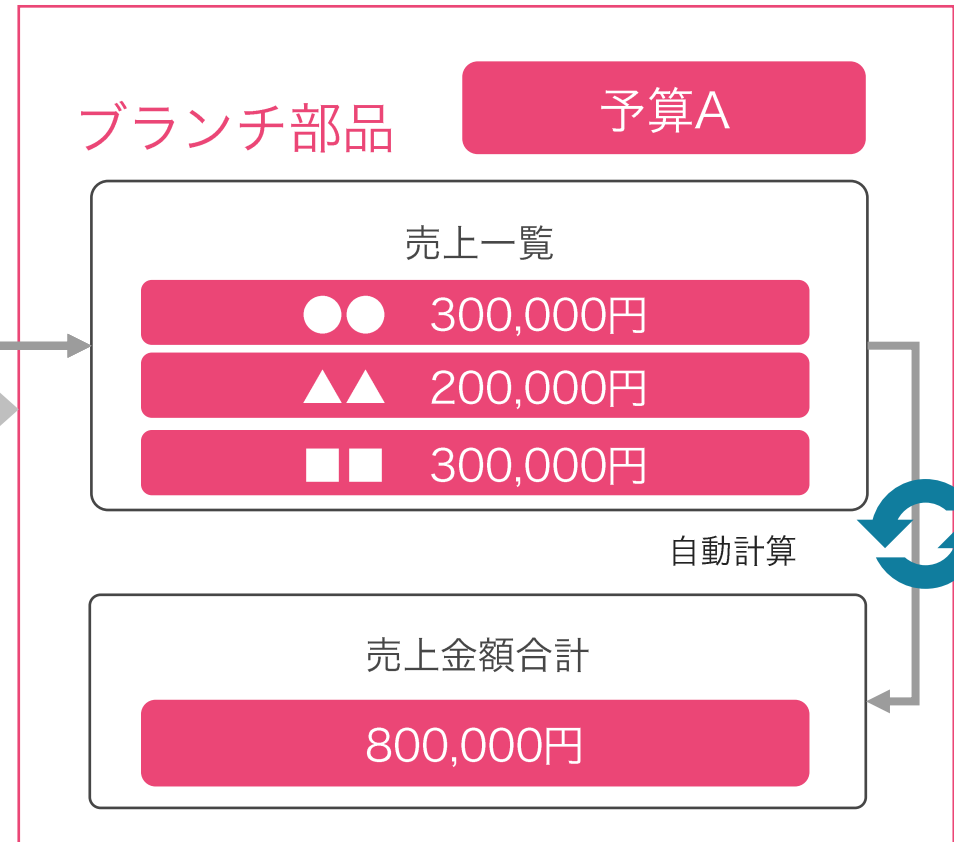 ブランチ部品
予算A
売上一覧
●● 300,000円
▲▲ 200,000円
■■ 300,000円
自動計算
売上金額合計
800,000円